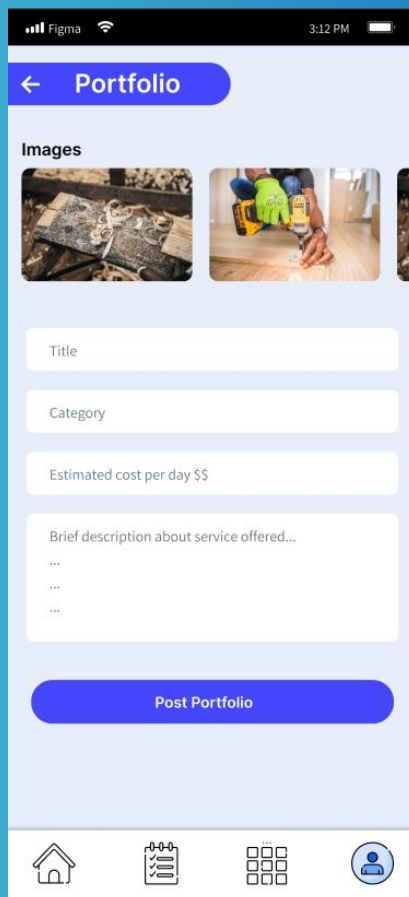 Figma
3:12 PM
Portfolio
Images
Title
Category
Estimated cost per day $$
Brief description about service offered...
...
...
...
Post Portfolio